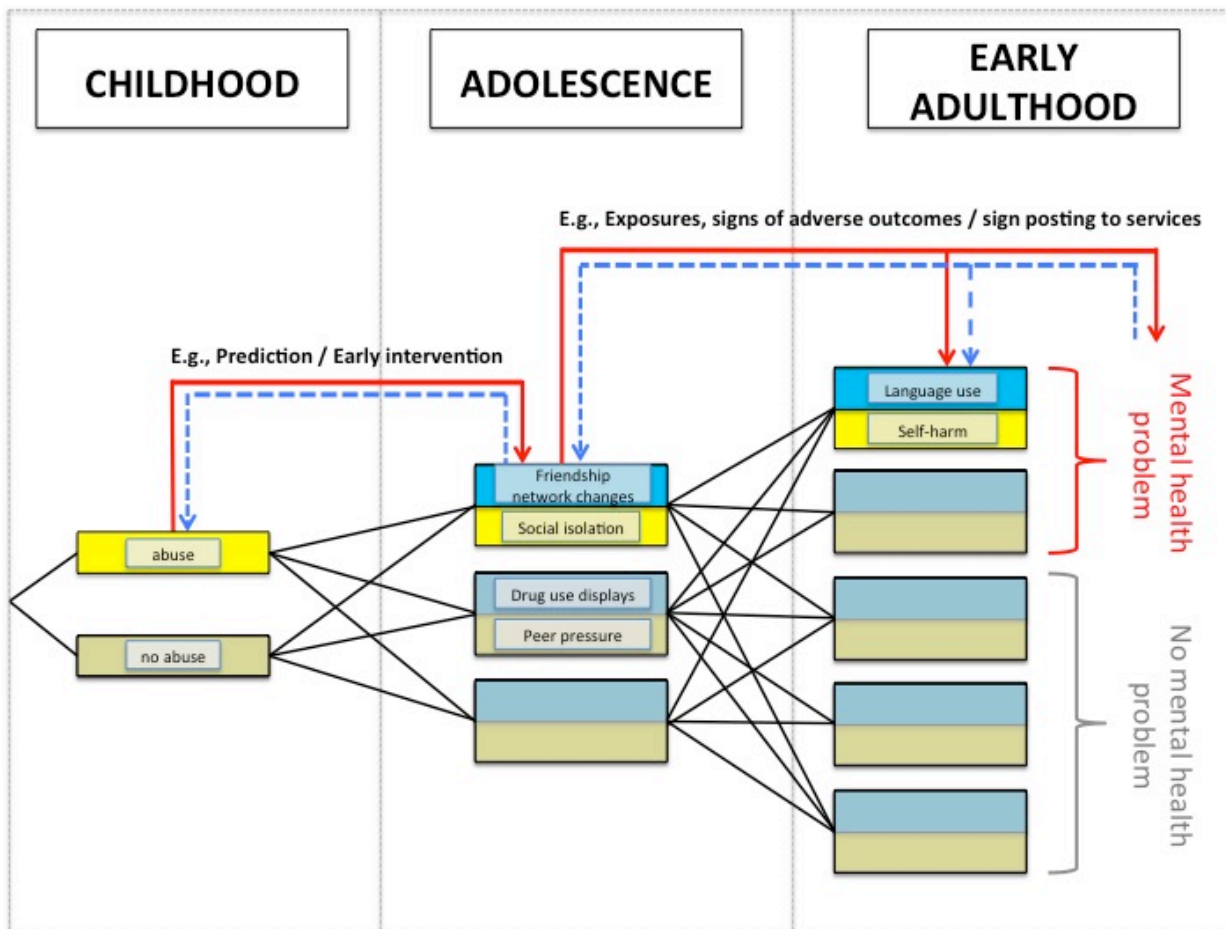 CHILDHOOD
ADOLESCENCE
EARLY
ADULTHOOD
E.g., Exposures, signs of adverse outcomes / sign posting to services
E.g., Prediction / Early intervention
abuse
no abuse
Friendship
network changes
Social isolation
Drug use displays
Peer pressure
Language use
Self-harm
Mental health
problem
No mental health
problem